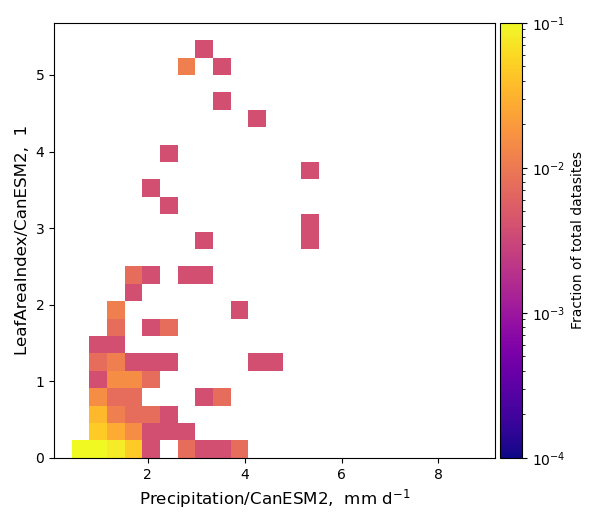 5
4
3
2
1
0
2 4 6 8
LeafAreaIndex/CanESM2, 1
Precipitation/CanESM2, mm d⁻¹
10⁻¹
10⁻²
10⁻³
10⁻⁴
Fraction of total datasites